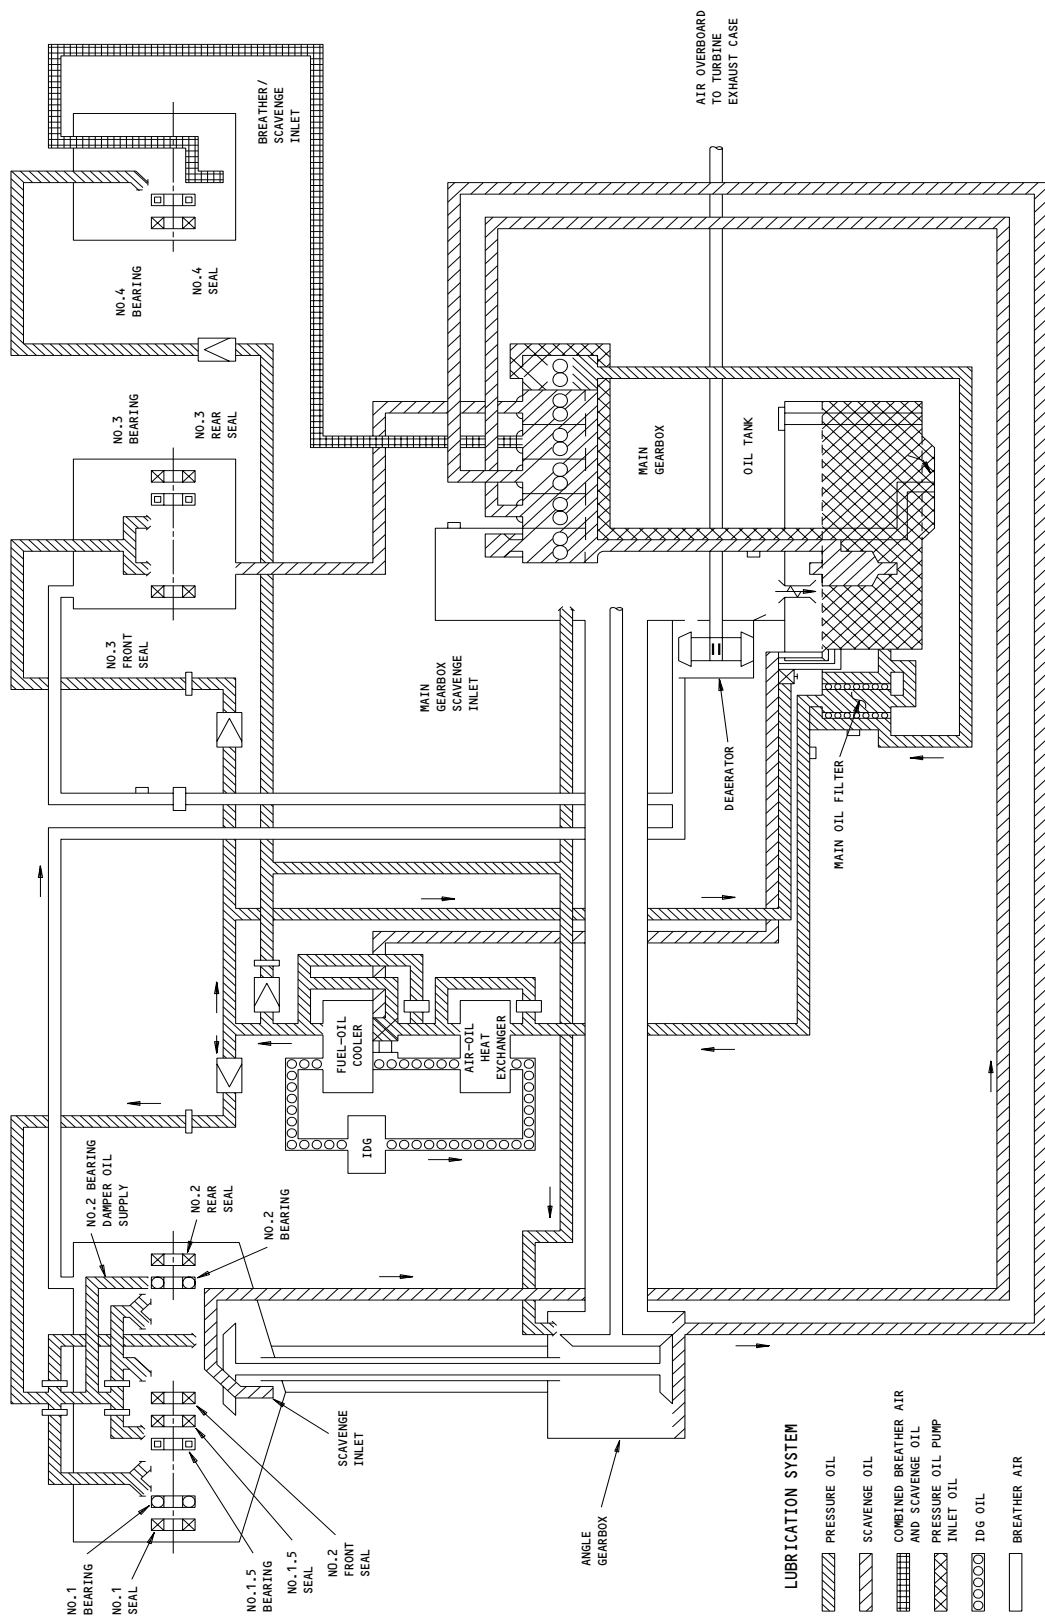 AIR OVERBOARD
TO TURBINE
EXHAUST CASE
BREATHER/
SCAVENGE
INLET
NO.4
BEARING
NO.4
SEAL
NO.3
BEARING
NO.3
REAR
SEAL
NO.3
FRONT
SEAL
MAIN
GEARBOX
OIL TANK
MAIN
GEARBOX
SCAVENGE
INLET
DEAERATOR
MAIN OIL FILTER
FUEL-OIL
COOLER
AIR-OIL
HEAT
EXCHANGER
IDG
NO.2 BEARING
DAMPER OIL
SUPPLY
NO.2
REAR
SEAL
NO.2
BEARING
NO.1
BEARING
NO.1
SEAL
NO.1.5
BEARING
NO.1.5
SEAL
NO.2
FRONT
SEAL
SCAVENGE
INLET
ANGLE
GEARBOX
LUBRICATION SYSTEM
PRESSURE OIL
SCAVENGE OIL
COMBINED BREATHER AIR
AND SCAVENGE OIL
PRESSURE OIL PUMP
INLET OIL
IDG OIL
BREATHER AIR